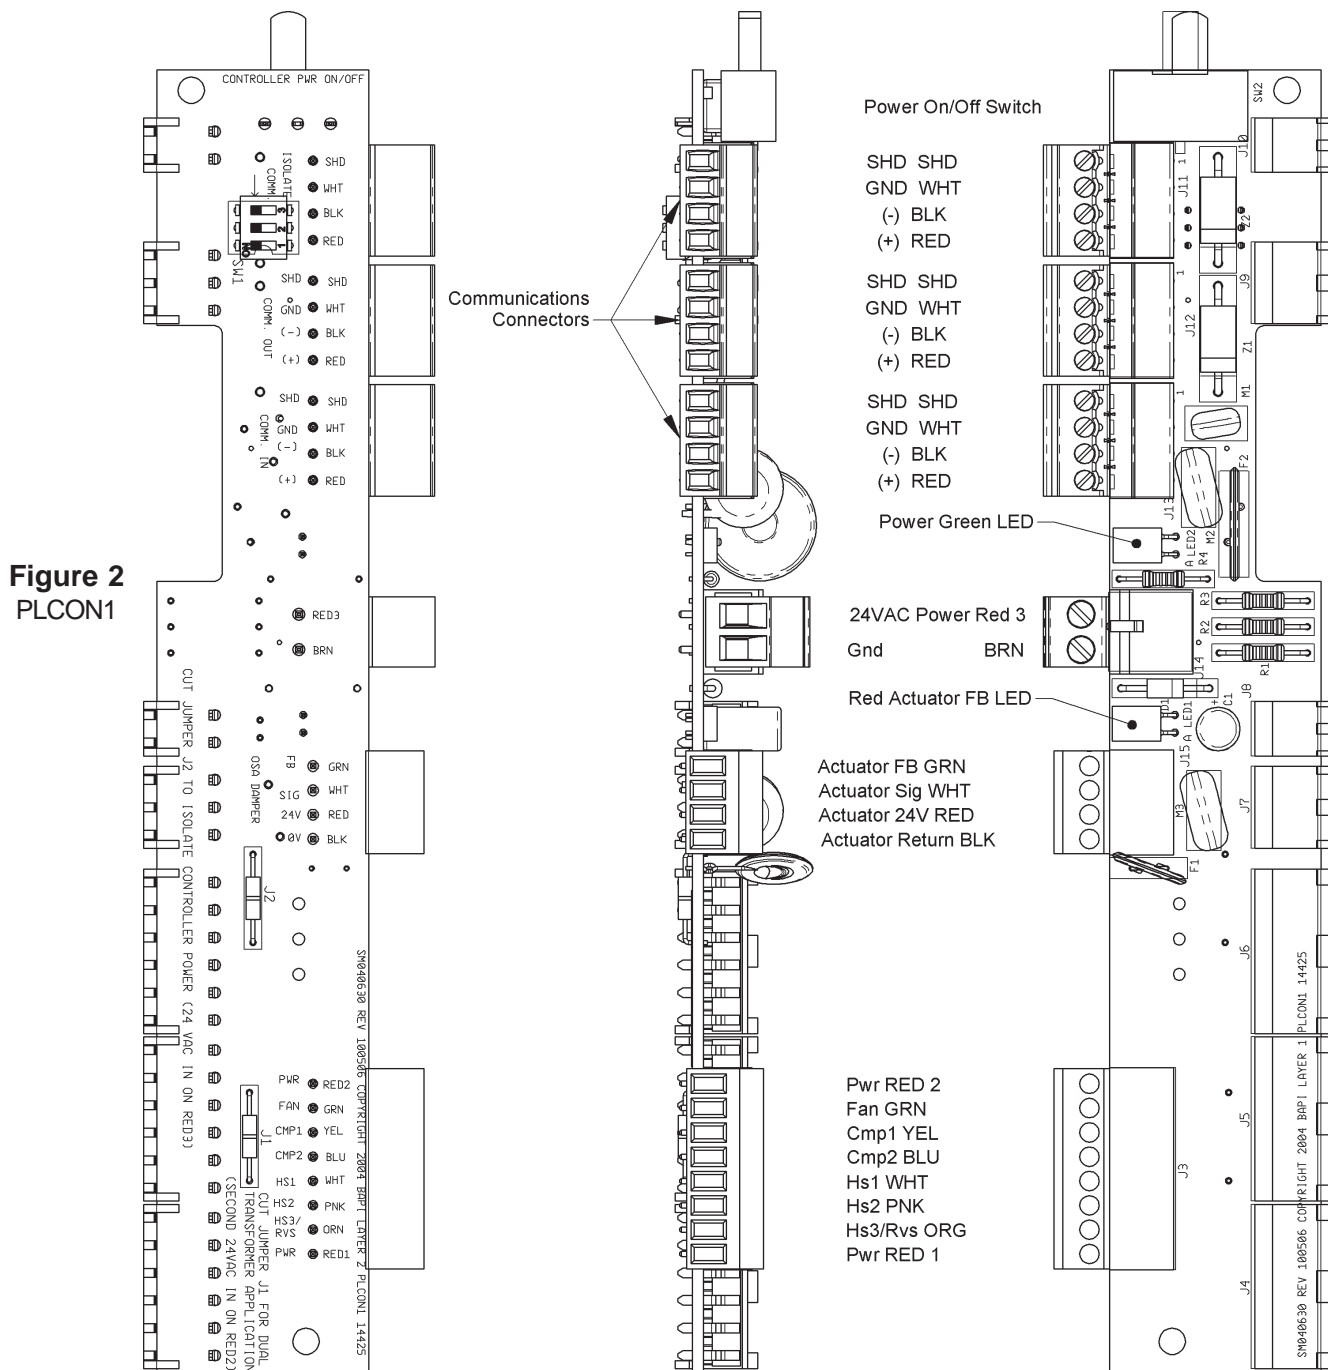 Figure 2
PLCON1
CONTROLLER PWR ON/OFF
ISOLATE
COMM.
SHD
WHT
BLK
RED
3
2
1
ON
SW1
SHD SHD
GND WHT
(-) BLK
(+) RED
COMM. OUT
SHD SHD
GND WHT
(-) BLK
(+) RED
COMM. IN
RED3
BRN
CUT JUMPER J2 TO ISOLATE CONTROLLER POWER (24 VAC IN ON RED3)
OSA DAMPER
FB GRN
SIG WHT
24V RED
0V BLK
J2
PWR RED2
FAN GRN
CMP1 YEL
CMP2 BLU
HS1 WHT
HS2 PNK
HS3/
RVS ORN
PWR RED1
J1
CUT JUMPER J1 FOR DUAL
TRANSFORMER APPLICATION
(SECOND 24VAC IN ON RED2)
SM040630 REV 100506 COPYRIGHT 2004 BAPI LAYER 2 PLCON1 14425
Communications
Connectors
Power On/Off Switch
SHD SHD
GND WHT
(-) BLK
(+) RED
SHD SHD
GND WHT
(-) BLK
(+) RED
SHD SHD
GND WHT
(-) BLK
(+) RED
Power Green LED
24VAC Power Red 3
Gnd BRN
Red Actuator FB LED
Actuator FB GRN
Actuator Sig WHT
Actuator 24V RED
Actuator Return BLK
Pwr RED 2
Fan GRN
Cmp1 YEL
Cmp2 BLU
Hs1 WHT
Hs2 PNK
Hs3/Rvs ORG
Pwr RED 1
SW2
J10
1
J11
Z2
J9
1
J12
Z1
M1
1
F2
J13
M2
A LED2
R4
R3
R2
R1
J14
J8
D1
C1
+
A LED1
J15
M3
J7
F1
J6
J5
J3
J4
SM040630 REV 100506 COPYRIGHT 2004 BAPI LAYER 1 PLCON1 14425